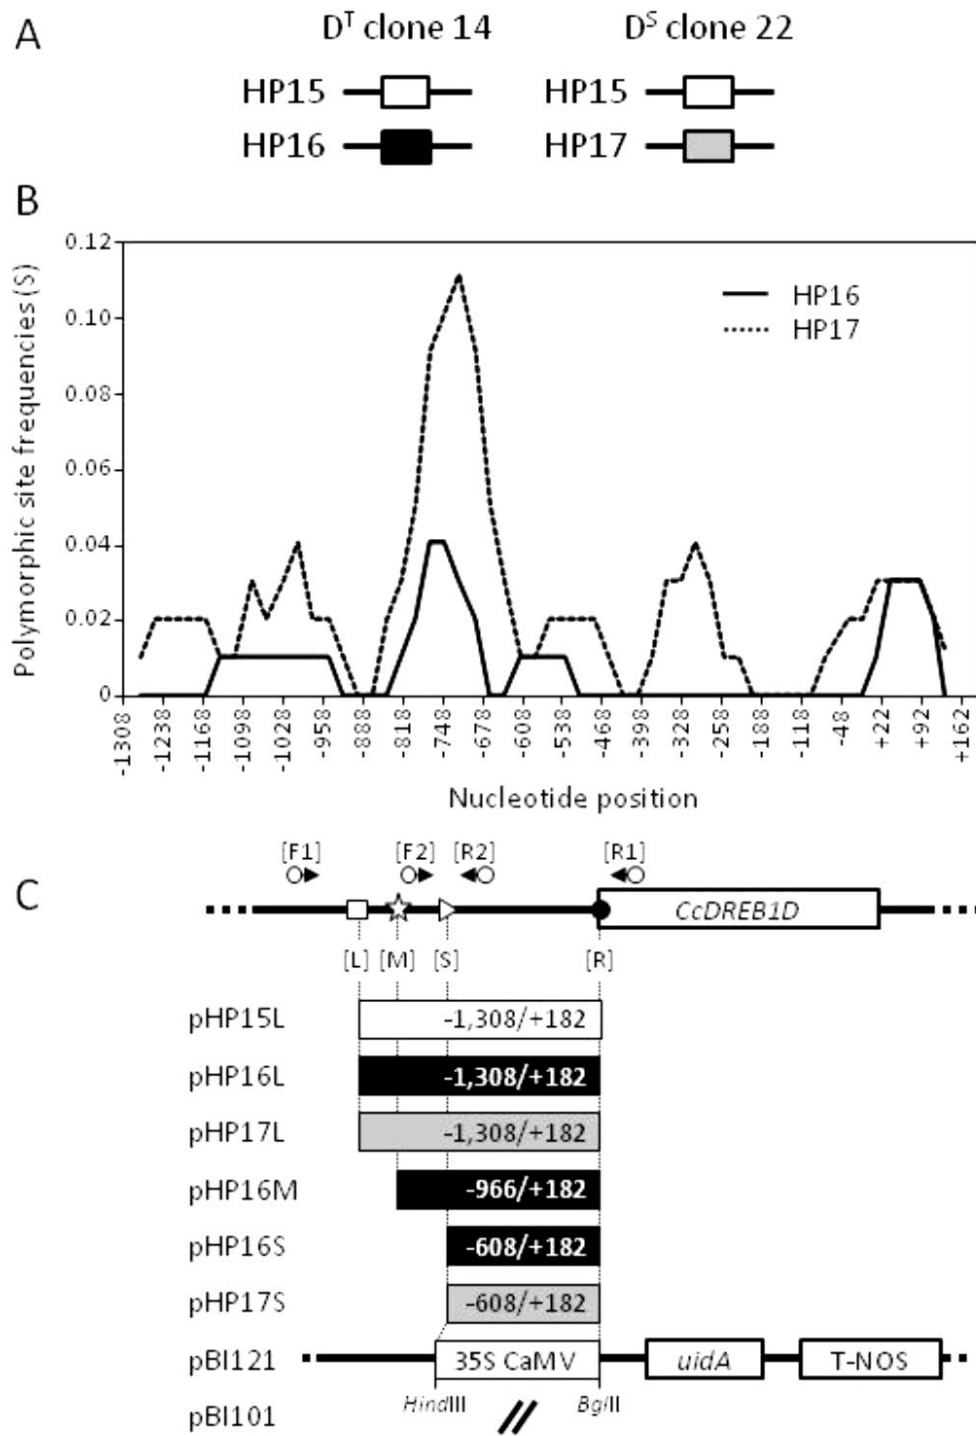 A
Dᵀ clone 14 Dˢ clone 22
HP15 HP15
HP16 HP17
B
0.12
0.10
0.08
0.06
0.04
0.02
0
Polymorphic site frequencies (S)
HP16
HP17
-1308 -1238 -1168 -1098 -1028 -958 -888 -818 -748 -678 -608 -538 -468 -398 -328 -258 -188 -118 -48 +22 +92 +162
Nucleotide position
C
[F1] [F2] [R2] [R1]
CcDREB1D
[L] [M] [S] [R]
pHP15L -1,308/+182
pHP16L -1,308/+182
pHP17L -1,308/+182
pHP16M -966/+182
pHP16S -608/+182
pHP17S -608/+182
pBI121 35S CaMV uidA T-NOS
HindIII BglII
pBI101